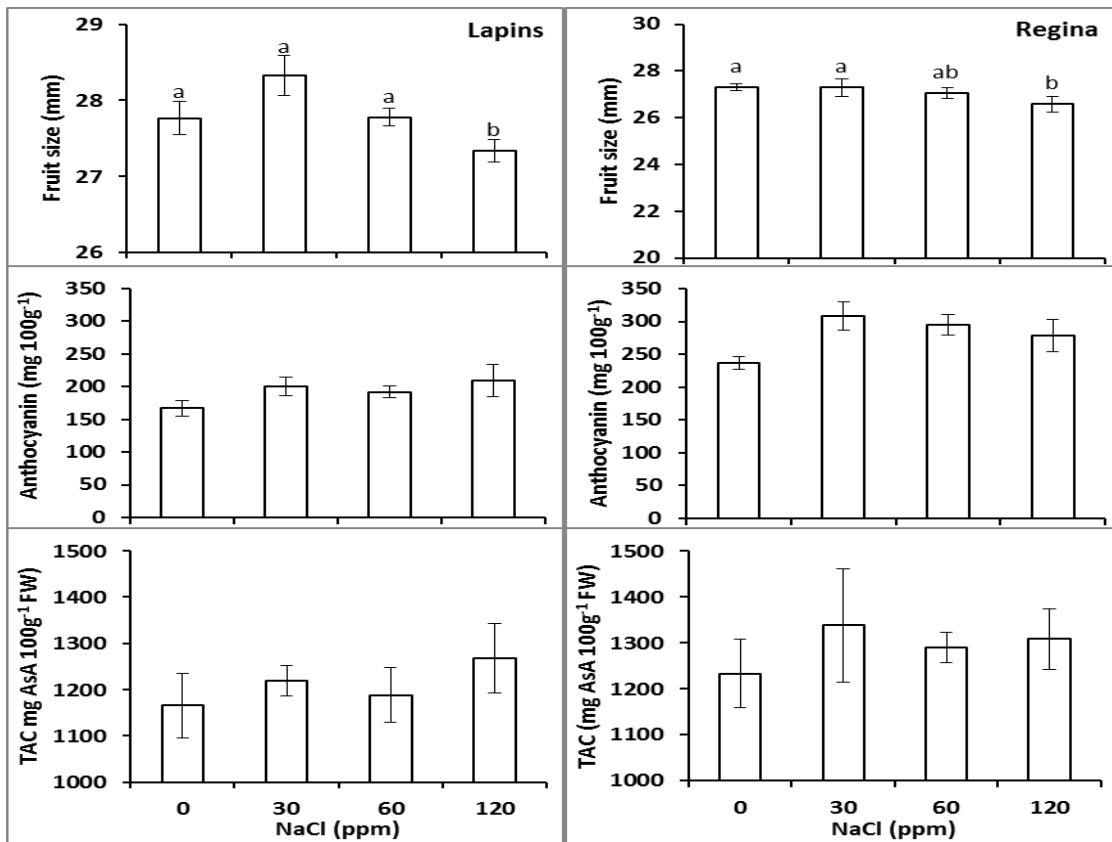 Lapins
Fruit size (mm)
29
28
27
26
a
a
a
b
Regina
Fruit size (mm)
30
28
26
24
22
20
a
a
ab
b
Anthocyanin (mg 100g⁻¹)
350
300
250
200
150
100
50
0
Anthocyanin (mg 100g⁻¹)
350
300
250
200
150
100
50
0
TAC mg AsA 100g⁻¹ FW)
1500
1400
1300
1200
1100
1000
0 30 60 120
NaCl (ppm)
TAC (mg AsA 100g⁻¹ FW)
1500
1400
1300
1200
1100
1000
0 30 60 120
NaCl (ppm)